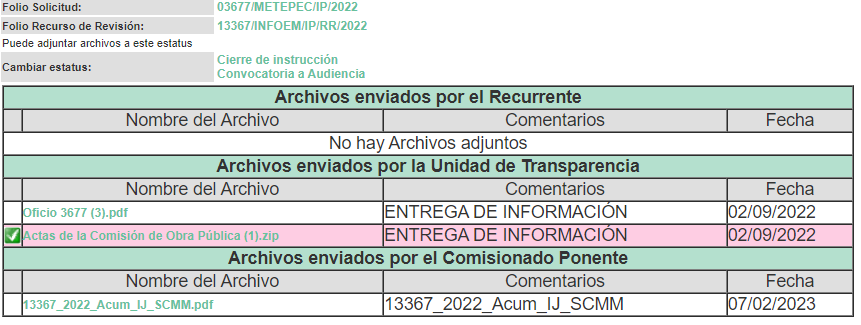 Folio Solicitud: 03677/METEPEC/IP/2022
Folio Recurso de Revisión: 13367/INFOEM/IP/RR/2022
Puede adjuntar archivos a este estatus
Cambiar estatus: Cierre de instrucción
Convocatoria a Audiencia
Archivos enviados por el Recurrente
Nombre del Archivo Comentarios Fecha
No hay Archivos adjuntos
Archivos enviados por la Unidad de Transparencia
Nombre del Archivo Comentarios Fecha
Oficio 3677 (3).pdf ENTREGA DE INFORMACIÓN 02/09/2022
Actas de la Comisión de Obra Pública (1).zip ENTREGA DE INFORMACIÓN 02/09/2022
Archivos enviados por el Comisionado Ponente
Nombre del Archivo Comentarios Fecha
13367_2022_Acum_IJ_SCMM.pdf 13367_2022_Acum_IJ_SCMM 07/02/2023